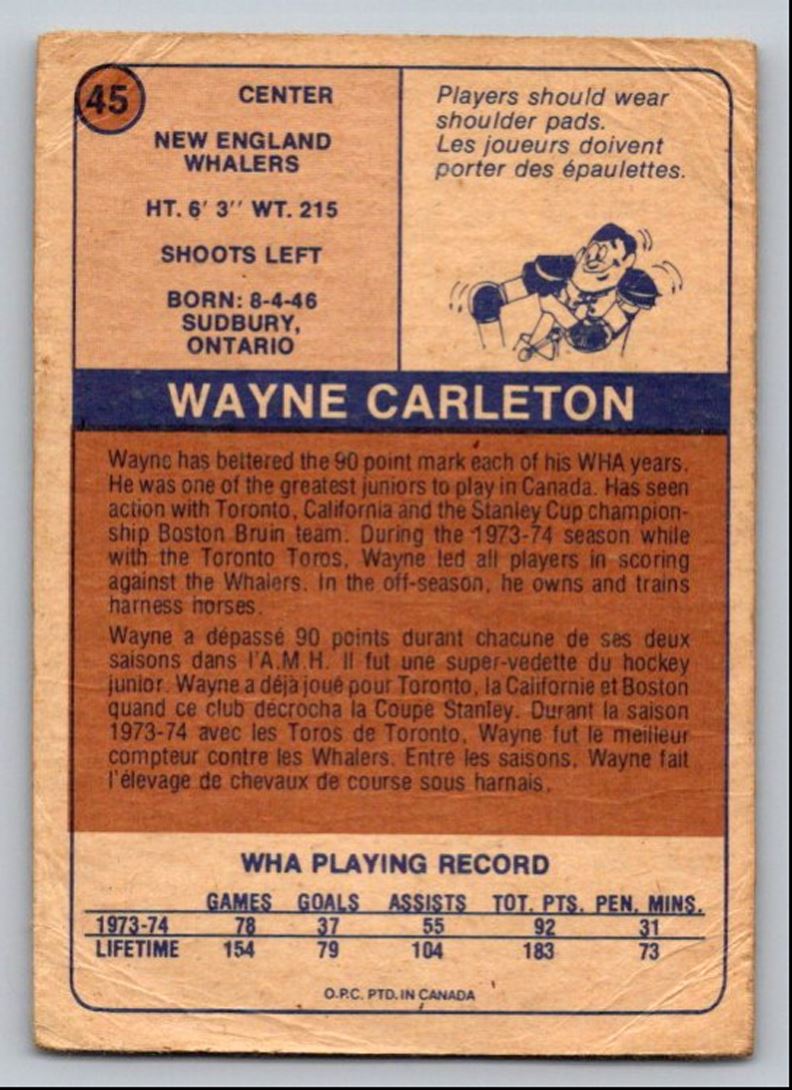 45
CENTER
NEW ENGLAND
WHALERS
HT. 6' 3'' WT. 215
SHOOTS LEFT
BORN: 8-4-46
SUDBURY,
ONTARIO
Players should wear
shoulder pads.
Les joueurs doivent
porter des épaulettes.
WAYNE CARLETON
Wayne has bettered the 90 point mark each of his WHA years.
He was one of the greatest juniors to play in Canada. Has seen
action with Toronto, California and the Stanley Cup champion-
ship Boston Bruin team. During the 1973-74 season while
with the Toronto Toros, Wayne led all players in scoring
against the Whalers. In the off-season, he owns and trains
harness horses.
Wayne a dépassé 90 points durant chacune de ses deux
saisons dans l'A.M.H. Il fut une super-vedette du hockey
junior. Wayne a déjà joué pour Toronto, la Californie et Boston
quand ce club décrocha la Coupe Stanley. Durant la saison
1973-74 avec les Toros de Toronto, Wayne fut le meilleur
compteur contre les Whalers. Entre les saisons, Wayne fait
l'élevage de chevaux de course sous harnais.
WHA PLAYING RECORD
GAMES GOALS ASSISTS TOT. PTS. PEN. MINS.
1973-74 78 37 55 92 31
LIFETIME 154 79 104 183 73
O.P.C. PTD. IN CANADA